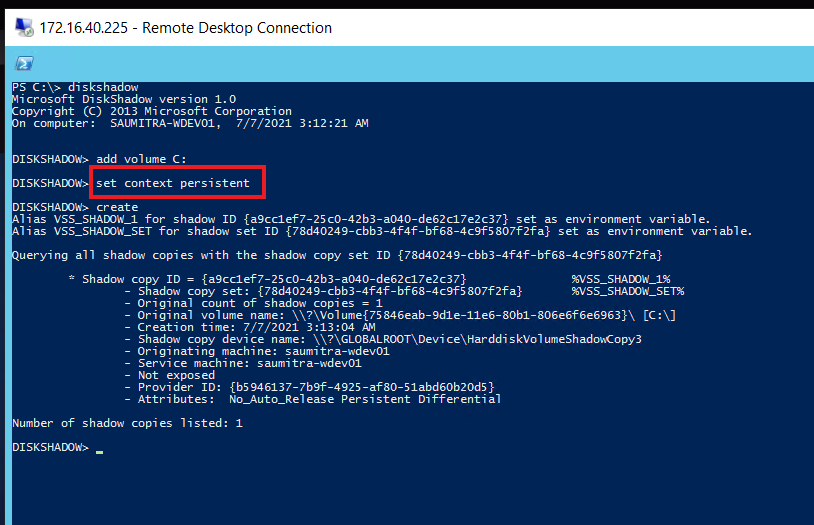 172.16.40.225 - Remote Desktop Connection
PS C:\> diskshadow
Microsoft DiskShadow version 1.0
Copyright (C) 2013 Microsoft Corporation
On computer:  SAUMITRA-WDEV01,  7/7/2021 3:12:21 AM
DISKSHADOW> add volume C:
DISKSHADOW> set context persistent
DISKSHADOW> create
Alias VSS_SHADOW_1 for shadow ID {a9cc1ef7-25c0-42b3-a040-de62c17e2c37} set as environment variable.
Alias VSS_SHADOW_SET for shadow set ID {78d40249-cbb3-4f4f-bf68-4c9f5807f2fa} set as environment variable.
Querying all shadow copies with the shadow copy set ID {78d40249-cbb3-4f4f-bf68-4c9f5807f2fa}
* Shadow copy ID = {a9cc1ef7-25c0-42b3-a040-de62c17e2c37} %VSS_SHADOW_1%
- Shadow copy set: {78d40249-cbb3-4f4f-bf68-4c9f5807f2fa} %VSS_SHADOW_SET%
- Original count of shadow copies = 1
- Original volume name: \\?\Volume{75846eab-9d1e-11e6-80b1-806e6f6e6963}\ [C:\]
- Creation time: 7/7/2021 3:13:04 AM
- Shadow copy device name: \\?\GLOBALROOT\Device\HarddiskVolumeShadowCopy3
- Originating machine: saumitra-wdev01
- Service machine: saumitra-wdev01
- Not exposed
- Provider ID: {b5946137-7b9f-4925-af80-51abd60b20d5}
- Attributes:  No_Auto_Release Persistent Differential
Number of shadow copies listed: 1
DISKSHADOW> _